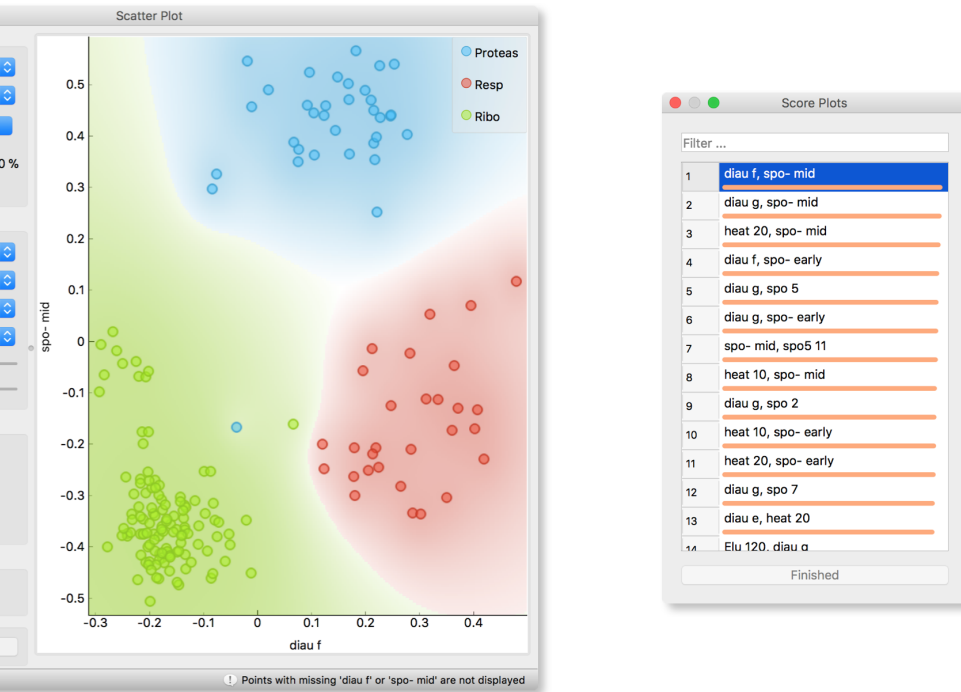 Scatter Plot
0 %
Proteas
Resp
Ribo
0.5
0.4
0.3
0.2
0.1
0
-0.1
-0.2
-0.3
-0.4
-0.5
spo- mid
-0.3 -0.2 -0.1 0 0.1 0.2 0.3 0.4
diau f
! Points with missing 'diau f' or 'spo- mid' are not displayed
Score Plots
Filter ...
1 diau f, spo- mid
2 diau g, spo- mid
3 heat 20, spo- mid
4 diau f, spo- early
5 diau g, spo 5
6 diau g, spo- early
7 spo- mid, spo5 11
8 heat 10, spo- mid
9 diau g, spo 2
10 heat 10, spo- early
11 heat 20, spo- early
12 diau g, spo 7
13 diau e, heat 20
14 Elu 120, diau g
Finished